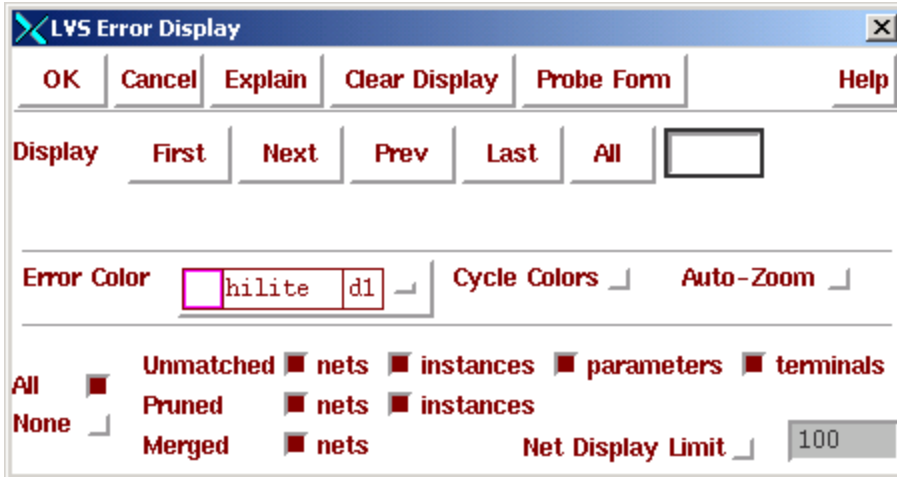 LVS Error Display
OK Cancel Explain Clear Display Probe Form Help
Display First Next Prev Last All
Error Color hilite d1 Cycle Colors Auto-Zoom
Unmatched nets instances parameters terminals
All
Pruned nets instances
None
Merged nets Net Display Limit 100